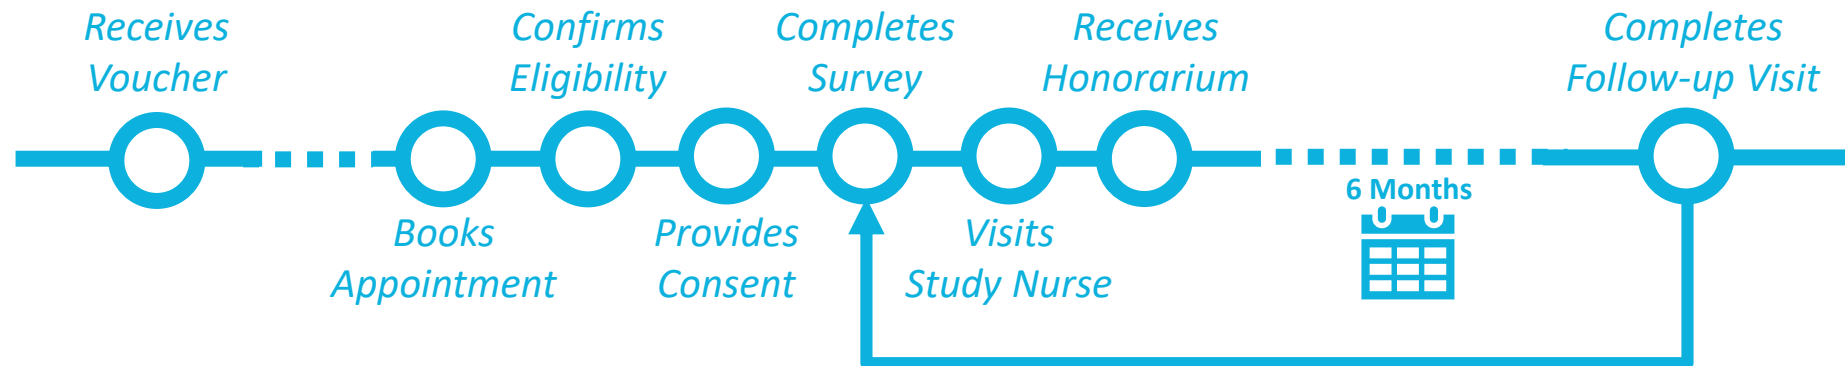 Receives
Voucher
Books
Appointment
Confirms
Eligibility
Provides
Consent
Completes
Survey
Visits
Study Nurse
Receives
Honorarium
6 Months
Completes
Follow-up Visit